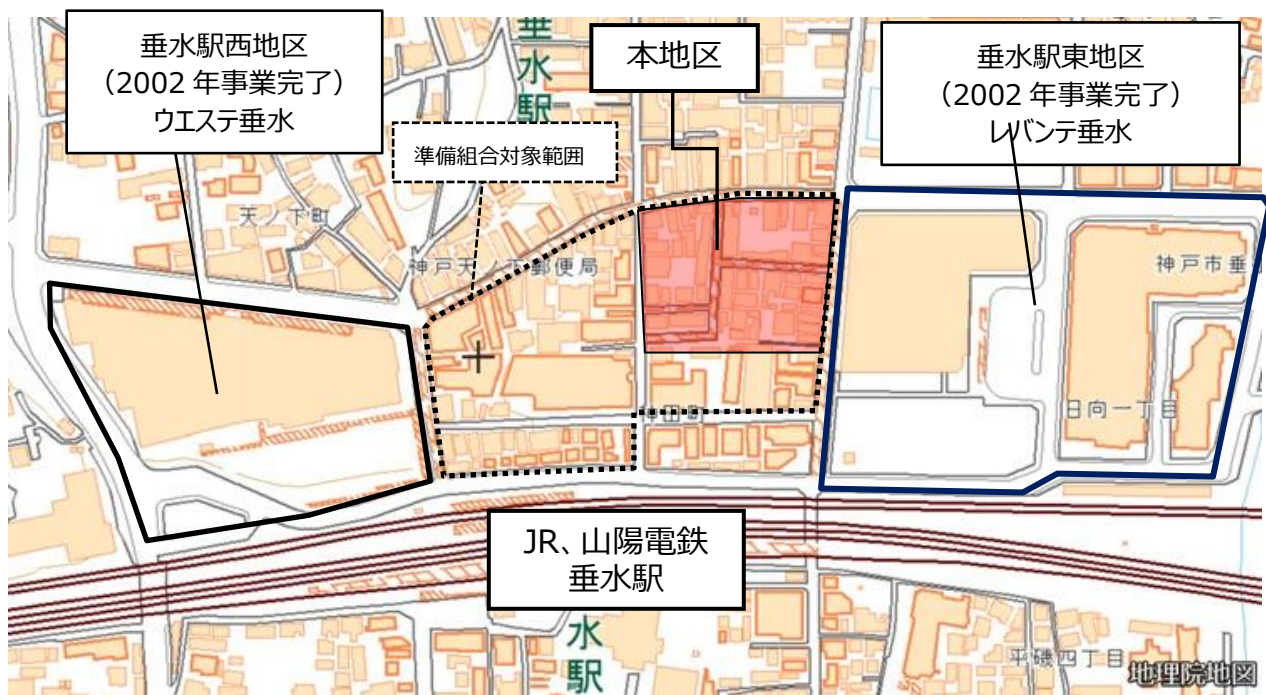 垂水駅西地区
（2002 年事業完了）
ウエステ垂水
垂水駅
本地区
垂水駅東地区
（2002 年事業完了）
レバンテ垂水
準備組合対象範囲
天ノ下町
神戸天ノ下郵便局
神戸市垂
神田町
日向一丁目
JR、山陽電鉄
垂水駅
水駅
平磯四丁目
地理院地図